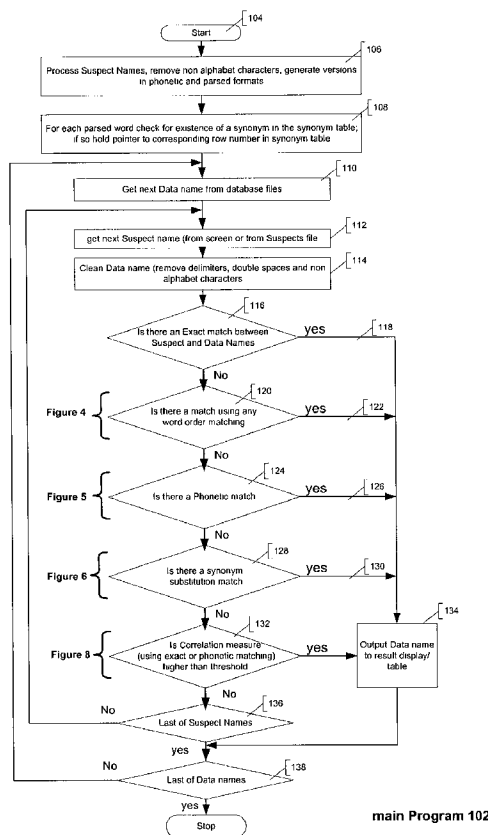 104
Start
106
Process Suspect Names, remove non alphabet characters, generate versions
in phonetic and parsed formats
108
For each parsed word check for existence of a synonym in the synonym table;
if so hold pointer to corresponding row number in synonym table
110
Get next Data name from database files
112
get next Suspect name (from screen or from Suspects file
114
Clean Data name (remove delimiters, double spaces and non
alphabet characters
116
Is there an Exact match between
Suspect and Data Names
yes
118
No
120
Figure 4
Is there a match using any
word order matching
yes
122
No
124
Figure 5
Is there a Phonetic match
yes
126
No
128
Figure 6
Is there a synonym
substitution match
yes
130
No
132
134
Figure 8
Is Correlation measure
(using exact or phonetic matching)
higher than threshold
yes
Output Data name
to result display/
table
No
136
No
Last of Suspect Names
yes
138
No
Last of Data names
yes
Stop
main Program 102